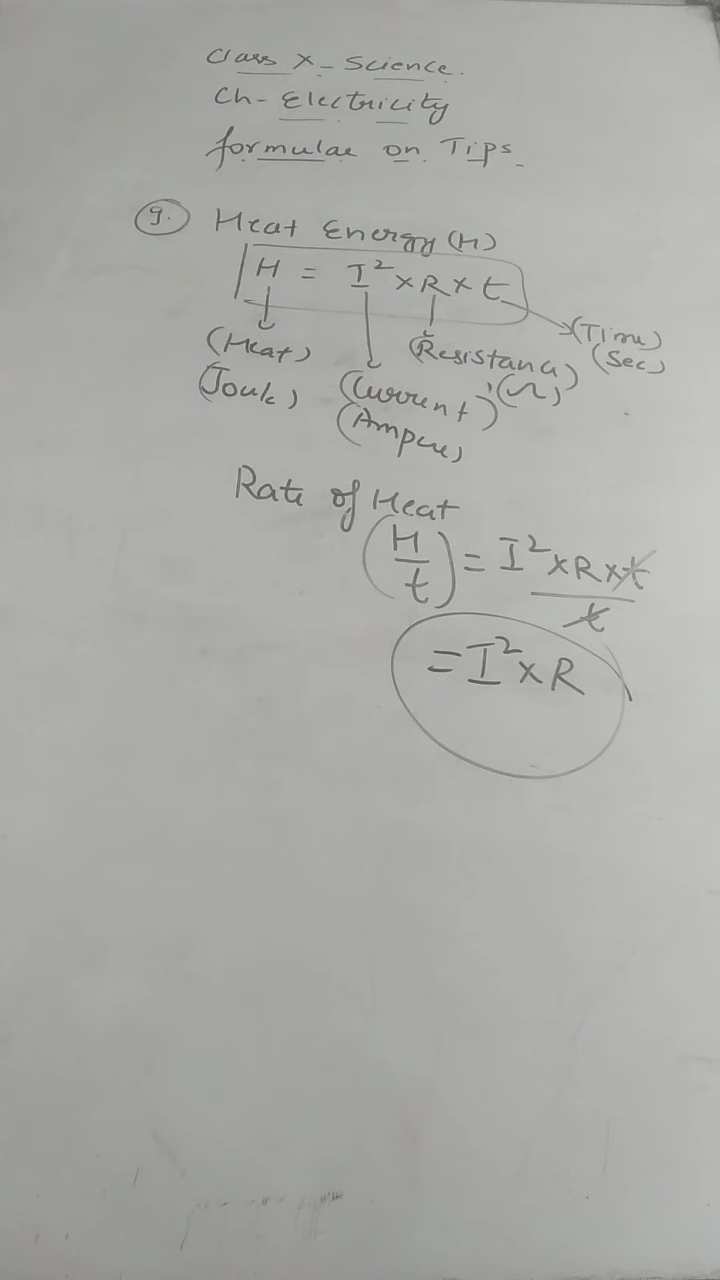 Class X - Science.
Ch - Electricity
formulae on Tips
9. Heat Energy (H)
H = I² × R × t
(Heat) (Resistance) (Time)
(Joule) (Current) (Ω) (Sec)
(Ampere)
Rate of Heat
(H/t) = I² × R × t / t
= I² × R